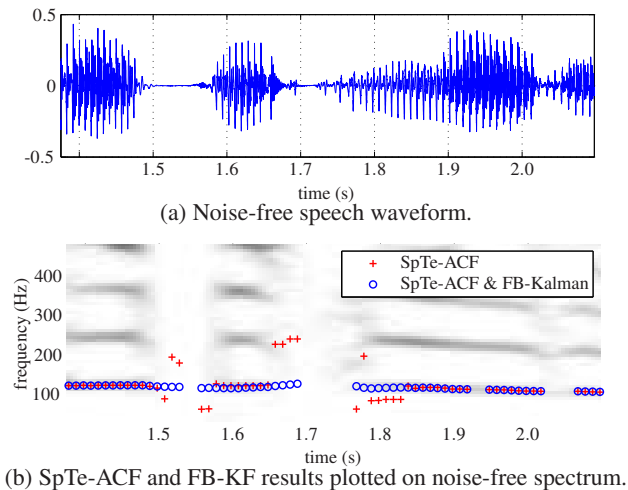 0.5
0
-0.5
1.5 1.6 1.7 1.8 1.9 2.0
time (s)
(a) Noise-free speech waveform.
SpTe-ACF
SpTe-ACF & FB-Kalman
frequency (Hz)
400
300
200
100
1.5 1.6 1.7 1.8 1.9 2.0
time (s)
(b) SpTe-ACF and FB-KF results plotted on noise-free spectrum.